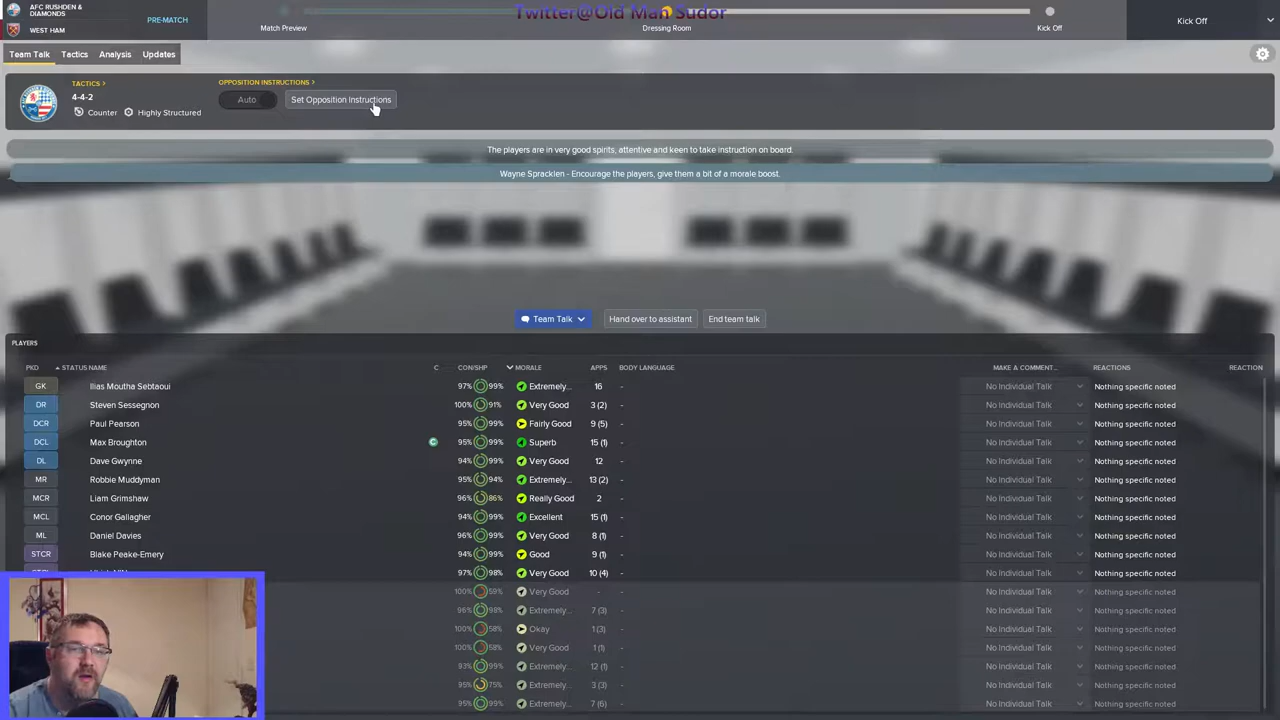 AFC RUSHDEN &
DIAMONDS
WEST HAM
PRE-MATCH
Twitter@Old Man Sudor
Match Preview
Dressing Room
Kick Off
Kick Off
Team Talk Tactics Analysis Updates
TACTICS >
4-4-2
Counter Highly Structured
OPPOSITION INSTRUCTIONS >
Auto Set Opposition Instructions
The players are in very good spirits, attentive and keen to take instruction on board.
Wayne Spracklen - Encourage the players, give them a bit of a morale boost.
Team Talk Hand over to assistant End team talk
PLAYERS
PKD STATUS NAME C CON/SHP MORALE APPS BODY LANGUAGE MAKE A COMMENT... REACTIONS REACTION
GK Ilias Moutha Sebtaoui 97% 99% Extremely... 16 - No Individual Talk Nothing specific noted
DR Steven Sessegnon 100% 91% Very Good 3 (2) - No Individual Talk Nothing specific noted
DCR Paul Pearson 95% 99% Fairly Good 9 (5) - No Individual Talk Nothing specific noted
DCL Max Broughton C 95% 99% Superb 15 (1) - No Individual Talk Nothing specific noted
DL Dave Gwynne 94% 99% Very Good 12 - No Individual Talk Nothing specific noted
MR Robbie Muddyman 95% 94% Extremely... 13 (2) - No Individual Talk Nothing specific noted
MCR Liam Grimshaw 96% 86% Really Good 2 - No Individual Talk Nothing specific noted
MCL Conor Gallagher 94% 99% Excellent 15 (1) - No Individual Talk Nothing specific noted
ML Daniel Davies 96% 99% Very Good 8 (1) - No Individual Talk Nothing specific noted
STCR Blake Peake-Emery 94% 99% Good 9 (1) - No Individual Talk Nothing specific noted
97% 98% Very Good 10 (4) - No Individual Talk Nothing specific noted
100% 59% Very Good - - No Individual Talk Nothing specific noted
96% 98% Extremely... 7 (3) - No Individual Talk Nothing specific noted
100% 58% Okay 1 (3) - No Individual Talk Nothing specific noted
100% 58% Very Good 1 (1) - No Individual Talk Nothing specific noted
93% 99% Extremely... 12 (1) - No Individual Talk Nothing specific noted
95% 75% Extremely... 3 (3) - No Individual Talk Nothing specific noted
95% 99% Extremely... 7 (6) - No Individual Talk Nothing specific noted